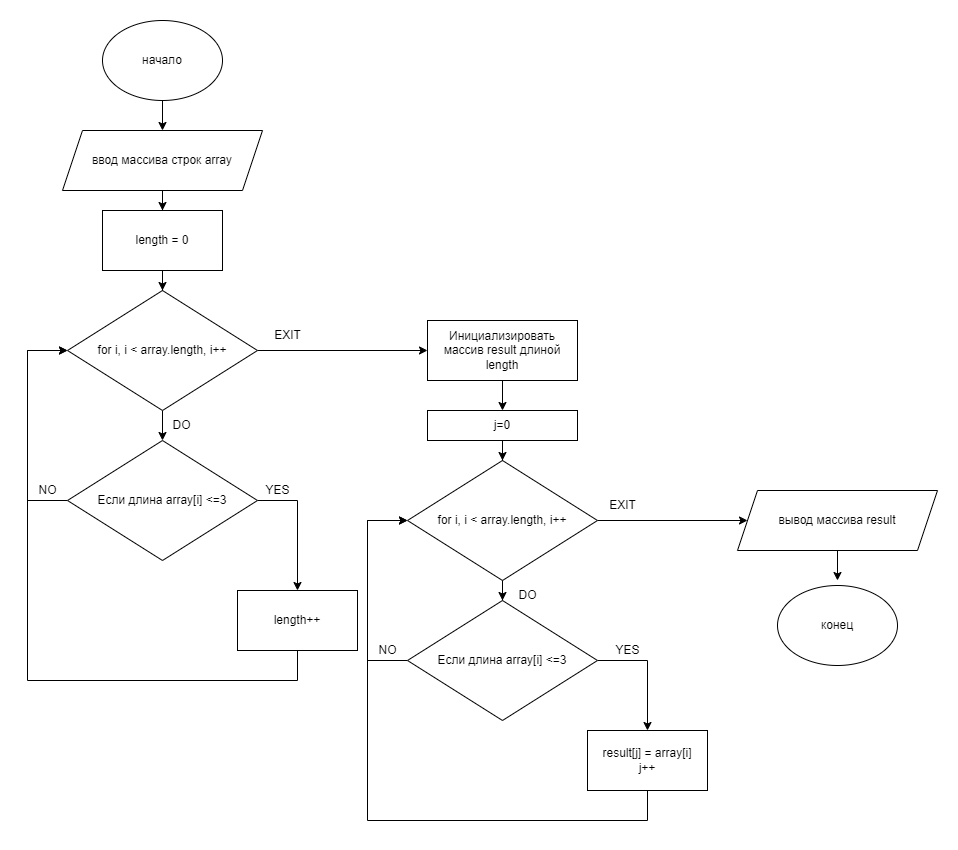 начало
ввод массива строк array
length = 0
for i, i < array.length, i++
EXIT
DO
Если длина array[i] <=3
NO
YES
length++
Инициализировать
массив result длиной
length
j=0
for i, i < array.length, i++
EXIT
DO
Если длина array[i] <=3
NO
YES
result[j] = array[i]
j++
вывод массива result
конец